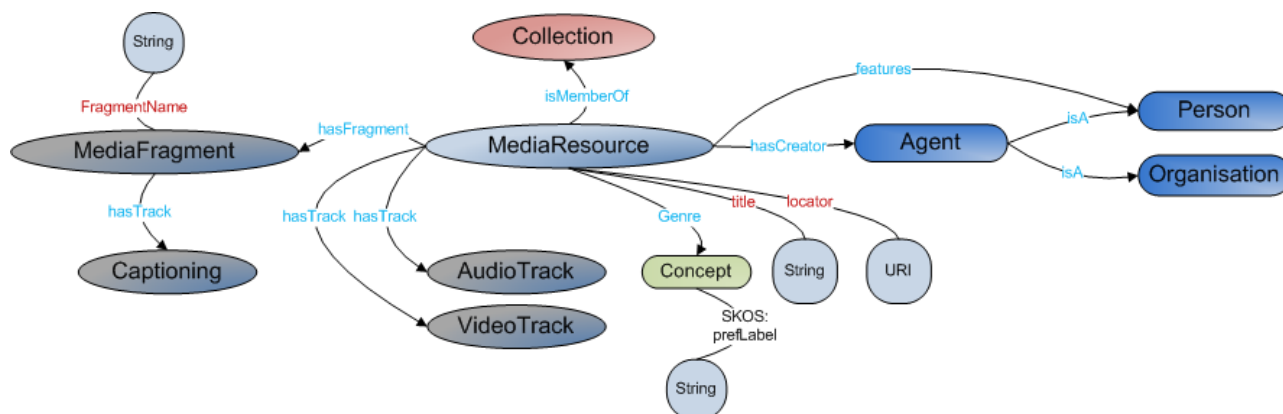 String
Collection
features
FragmentName
isMemberOf
Person
isA
hasFragment
MediaFragment
MediaResource
hasCreator
Agent
isA
Organisation
hasTrack
hasTrack
hasTrack
Genre
title
locator
Captioning
AudioTrack
Concept
String
URI
VideoTrack
SKOS:
prefLabel
String